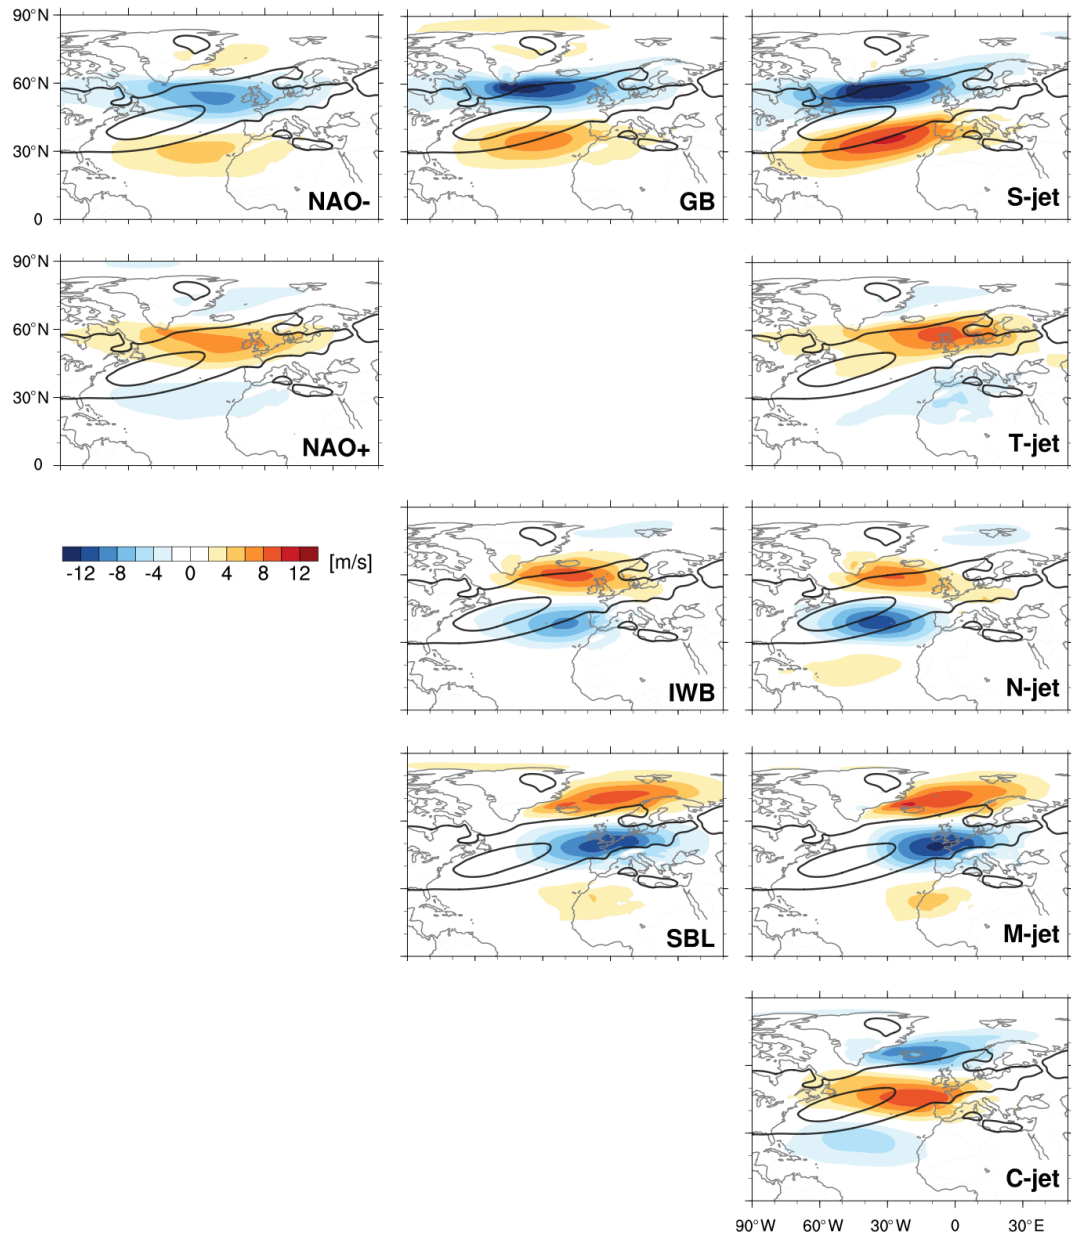 90°N
60°N
30°N
0
NAO-
GB
S-jet
90°N
60°N
30°N
0
NAO+
T-jet
-12 -8 -4 0 4 8 12 [m/s]
IWB
N-jet
SBL
M-jet
C-jet
90°W 60°W 30°W 0 30°E